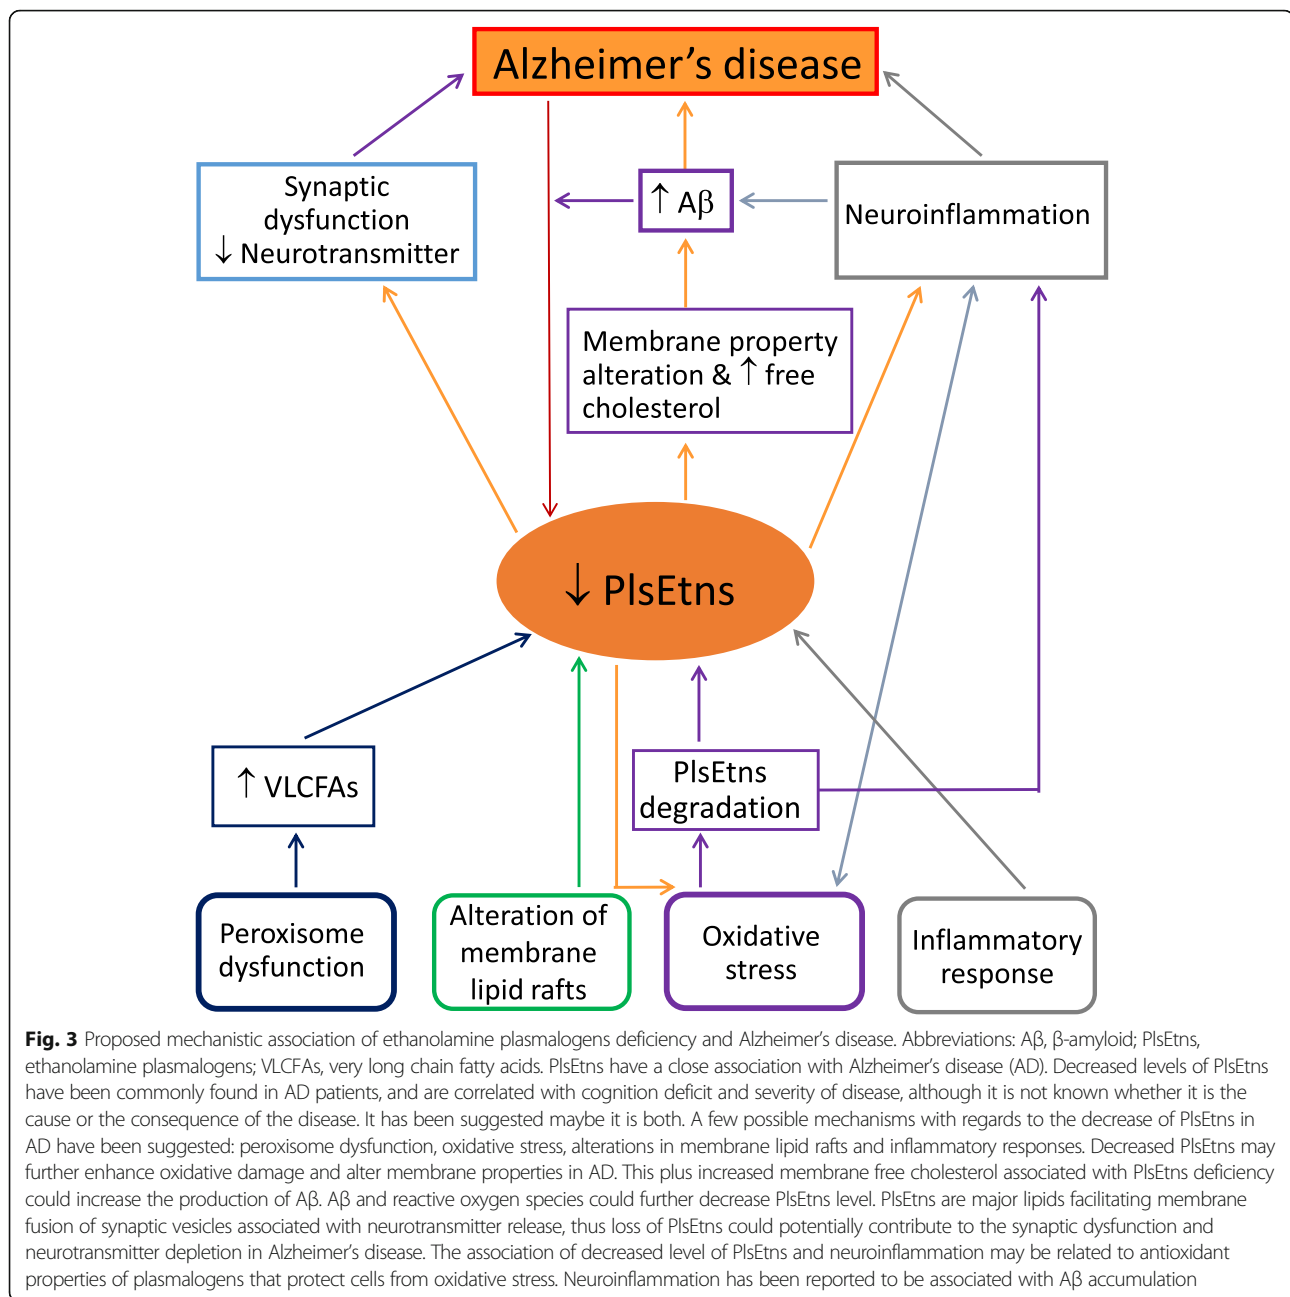 Alzheimer’s disease
Synaptic
dysfunction
↓ Neurotransmitter
↑ Aβ
Neuroinflammation
Membrane property
alteration & ↑ free
cholesterol
↓ PlsEtns
↑ VLCFAs
PlsEtns
degradation
Peroxisome
dysfunction
Alteration of
membrane
lipid rafts
Oxidative
stress
Inflammatory
response
Fig. 3 Proposed mechanistic association of ethanolamine plasmalogens deficiency and Alzheimer’s disease. Abbreviations: Aβ, β-amyloid; PlsEtns,
ethanolamine plasmalogens; VLCFAs, very long chain fatty acids. PlsEtns have a close association with Alzheimer’s disease (AD). Decreased levels of PlsEtns
have been commonly found in AD patients, and are correlated with cognition deficit and severity of disease, although it is not known whether it is the
cause or the consequence of the disease. It has been suggested maybe it is both. A few possible mechanisms with regards to the decrease of PlsEtns in
AD have been suggested: peroxisome dysfunction, oxidative stress, alterations in membrane lipid rafts and inflammatory responses. Decreased PlsEtns may
further enhance oxidative damage and alter membrane properties in AD. This plus increased membrane free cholesterol associated with PlsEtns deficiency
could increase the production of Aβ. Aβ and reactive oxygen species could further decrease PlsEtns level. PlsEtns are major lipids facilitating membrane
fusion of synaptic vesicles associated with neurotransmitter release, thus loss of PlsEtns could potentially contribute to the synaptic dysfunction and
neurotransmitter depletion in Alzheimer’s disease. The association of decreased level of PlsEtns and neuroinflammation may be related to antioxidant
properties of plasmalogens that protect cells from oxidative stress. Neuroinflammation has been reported to be associated with Aβ accumulation